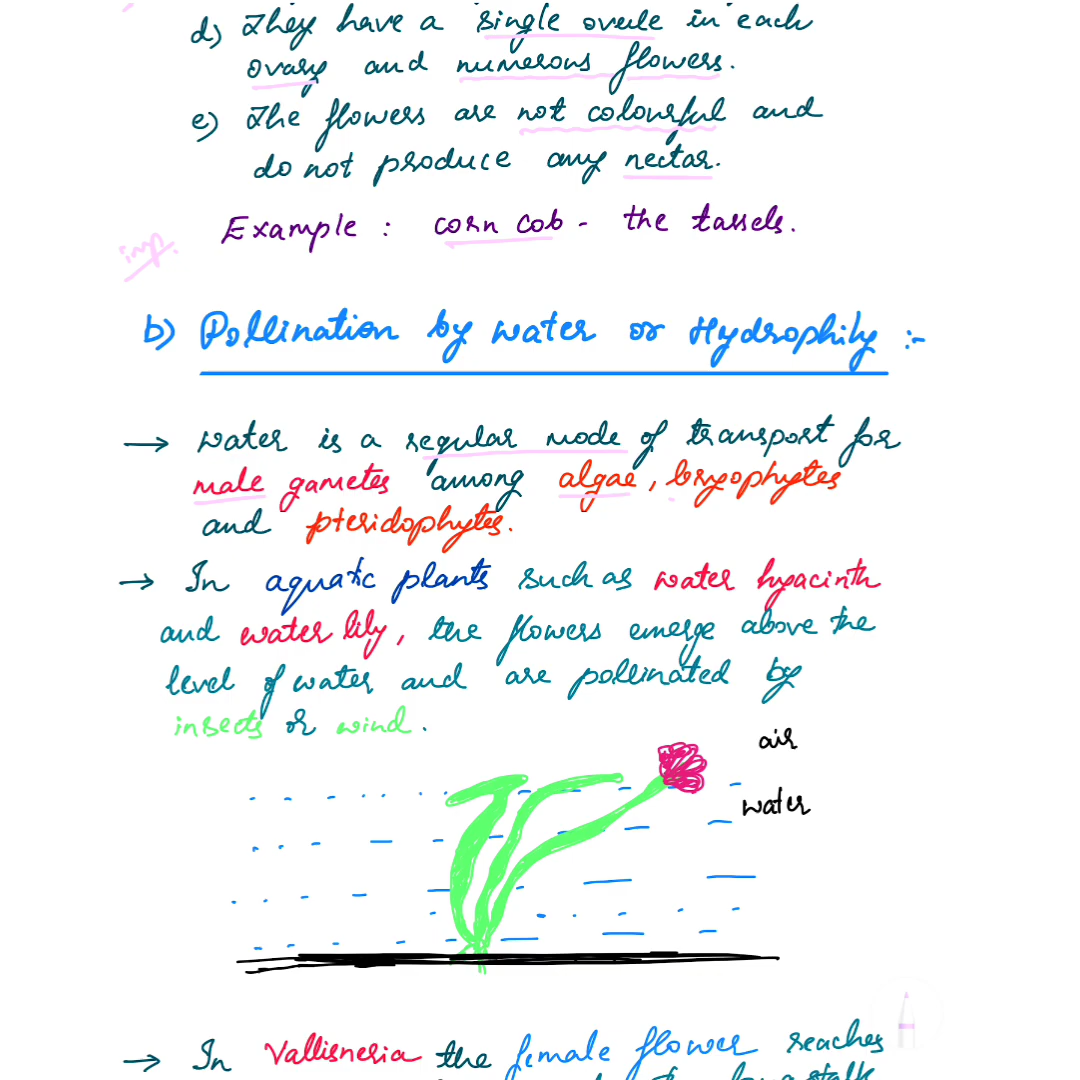 d) They have a single ovule in each
ovary and numerous flowers.
e) The flowers are not colourful and
do not produce any nectar.
Example : corn cob - the tassels.
imp.
b) Pollination by water or Hydrophily :-
→ Water is a regular mode of transport for
male gametes among algae, bryophytes
and pteridophytes.
→ In aquatic plants such as water hyacinth
and water lily, the flowers emerge above the
level of water and are pollinated by
insects or wind.
air
water
→ In Vallisneria the female flower reaches